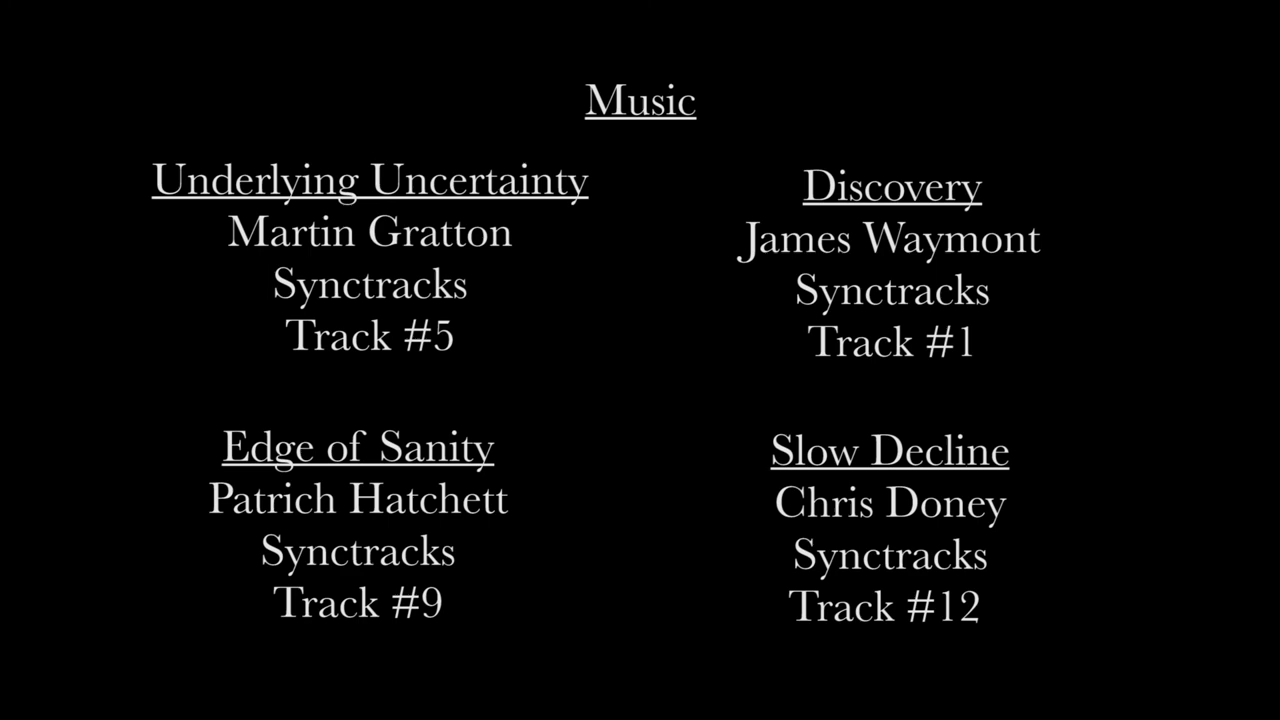 Music
Underlying Uncertainty
Martin Gratton
Synctracks
Track #5
Discovery
James Waymont
Synctracks
Track #1
Edge of Sanity
Patrich Hatchett
Synctracks
Track #9
Slow Decline
Chris Doney
Synctracks
Track #12